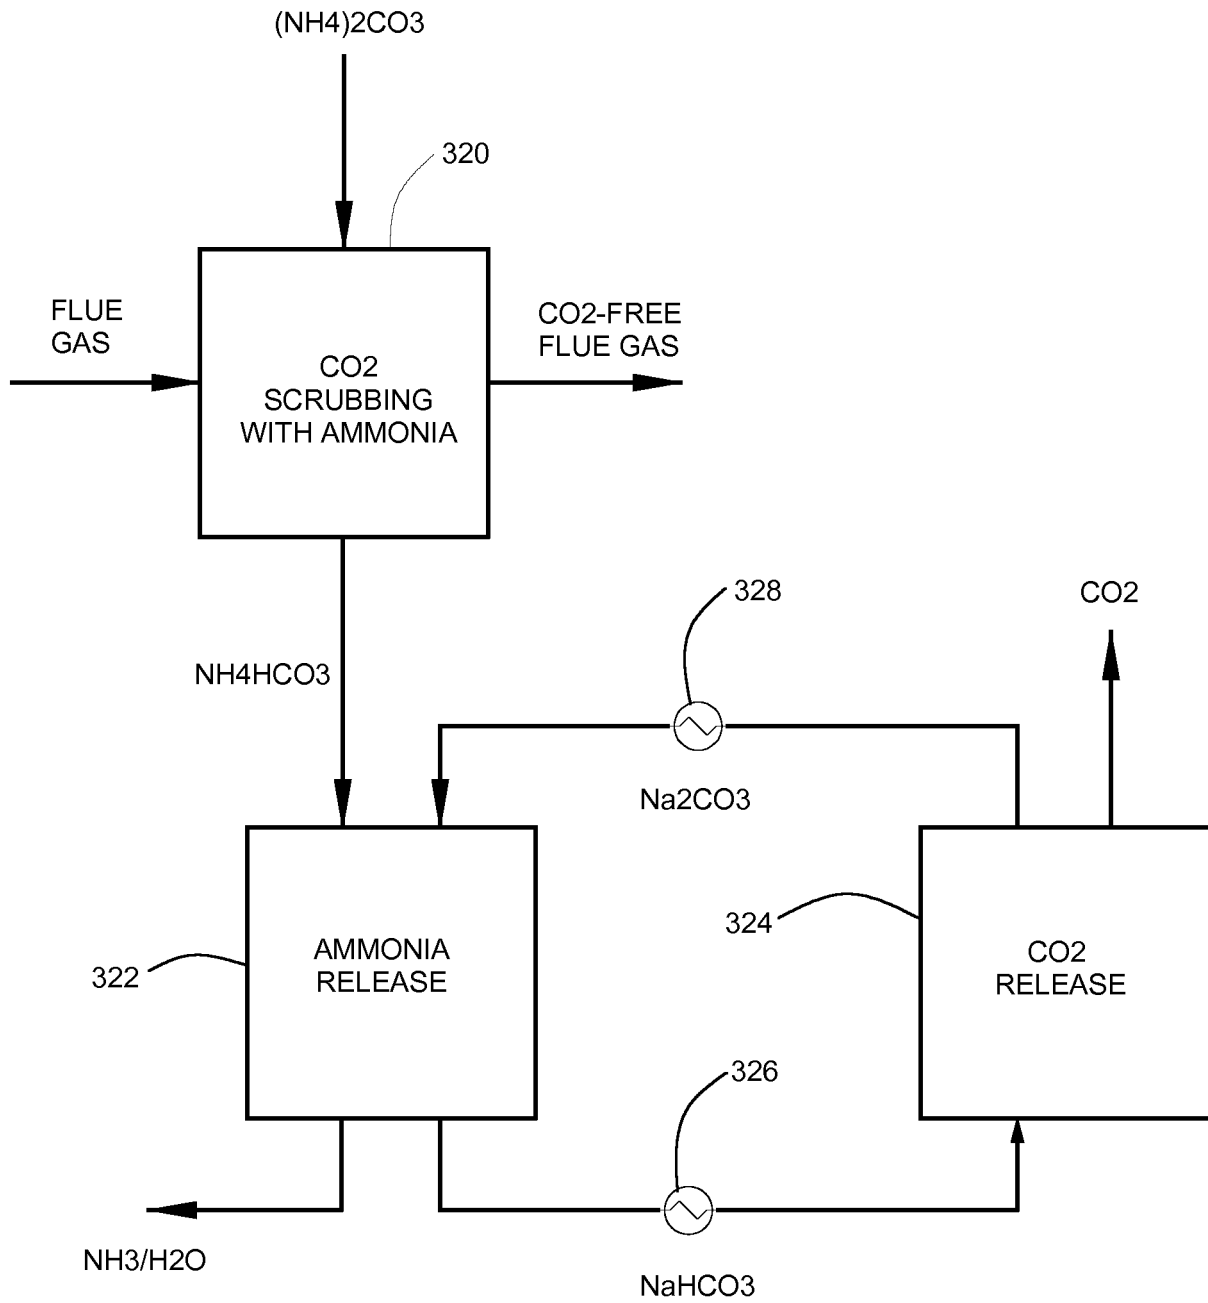 (NH4)2CO3
320
FLUE
GAS
CO2-FREE
FLUE GAS
CO2
SCRUBBING
WITH AMMONIA
328
CO2
NH4HCO3
Na2CO3
324
AMMONIA
RELEASE
CO2
RELEASE
322
326
NH3/H2O
NaHCO3